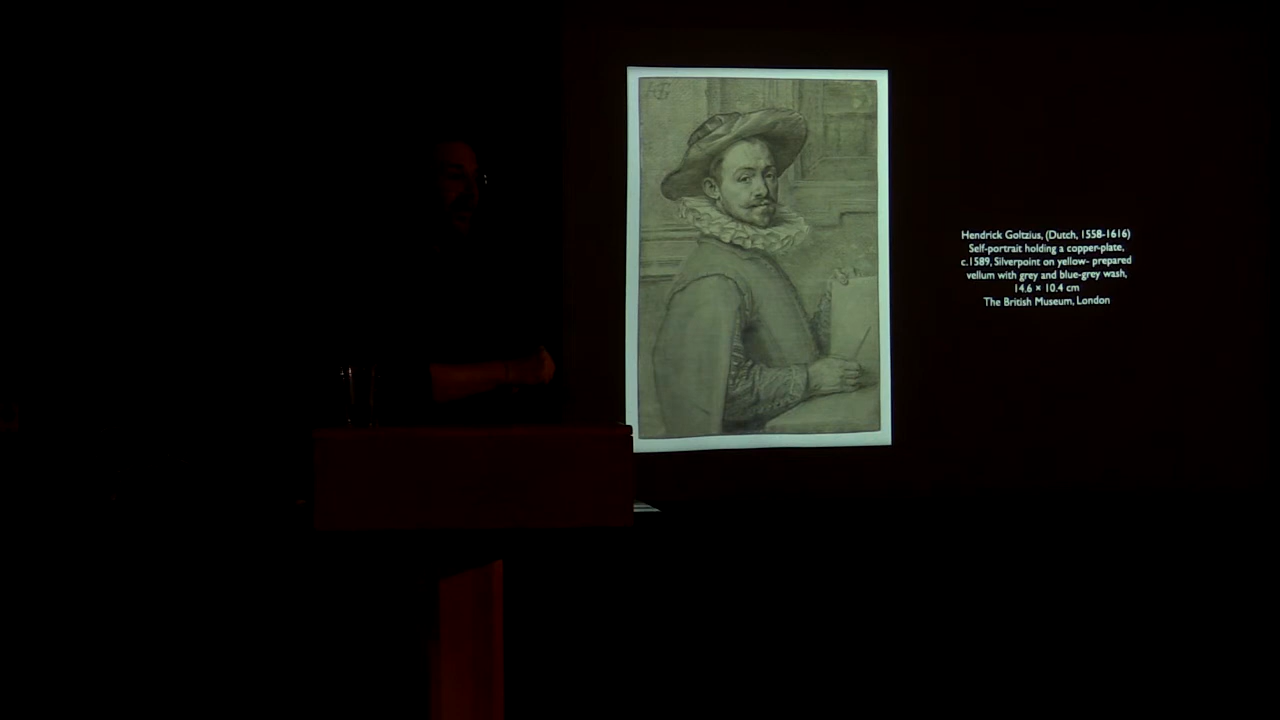 Hendrick Goltzius, (Dutch, 1558-1616)
Self-portrait holding a copper-plate,
c.1589, Silverpoint on yellow- prepared
vellum with grey and blue-grey wash,
14.6 × 10.4 cm
The British Museum, London